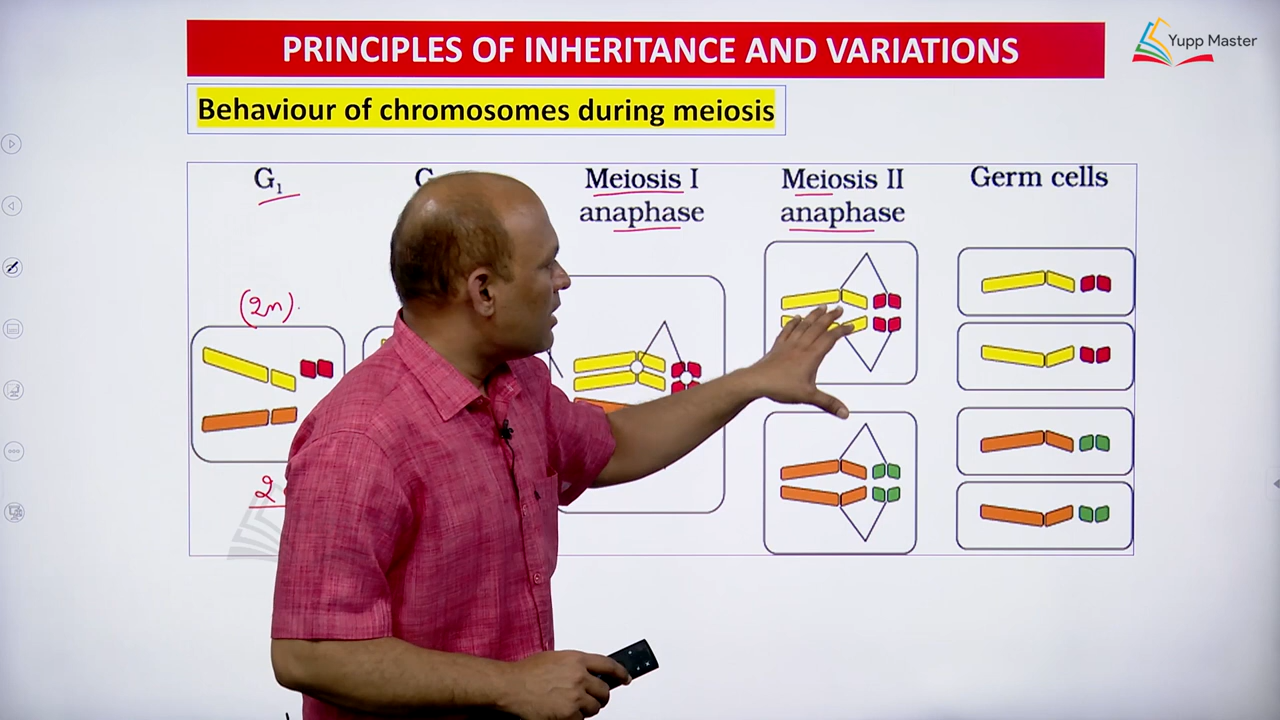 PRINCIPLES OF INHERITANCE AND VARIATIONS
Yupp Master
Behaviour of chromosomes during meiosis
G₁
G
Meiosis I
anaphase
Meiosis II
anaphase
Germ cells
(2n)
2